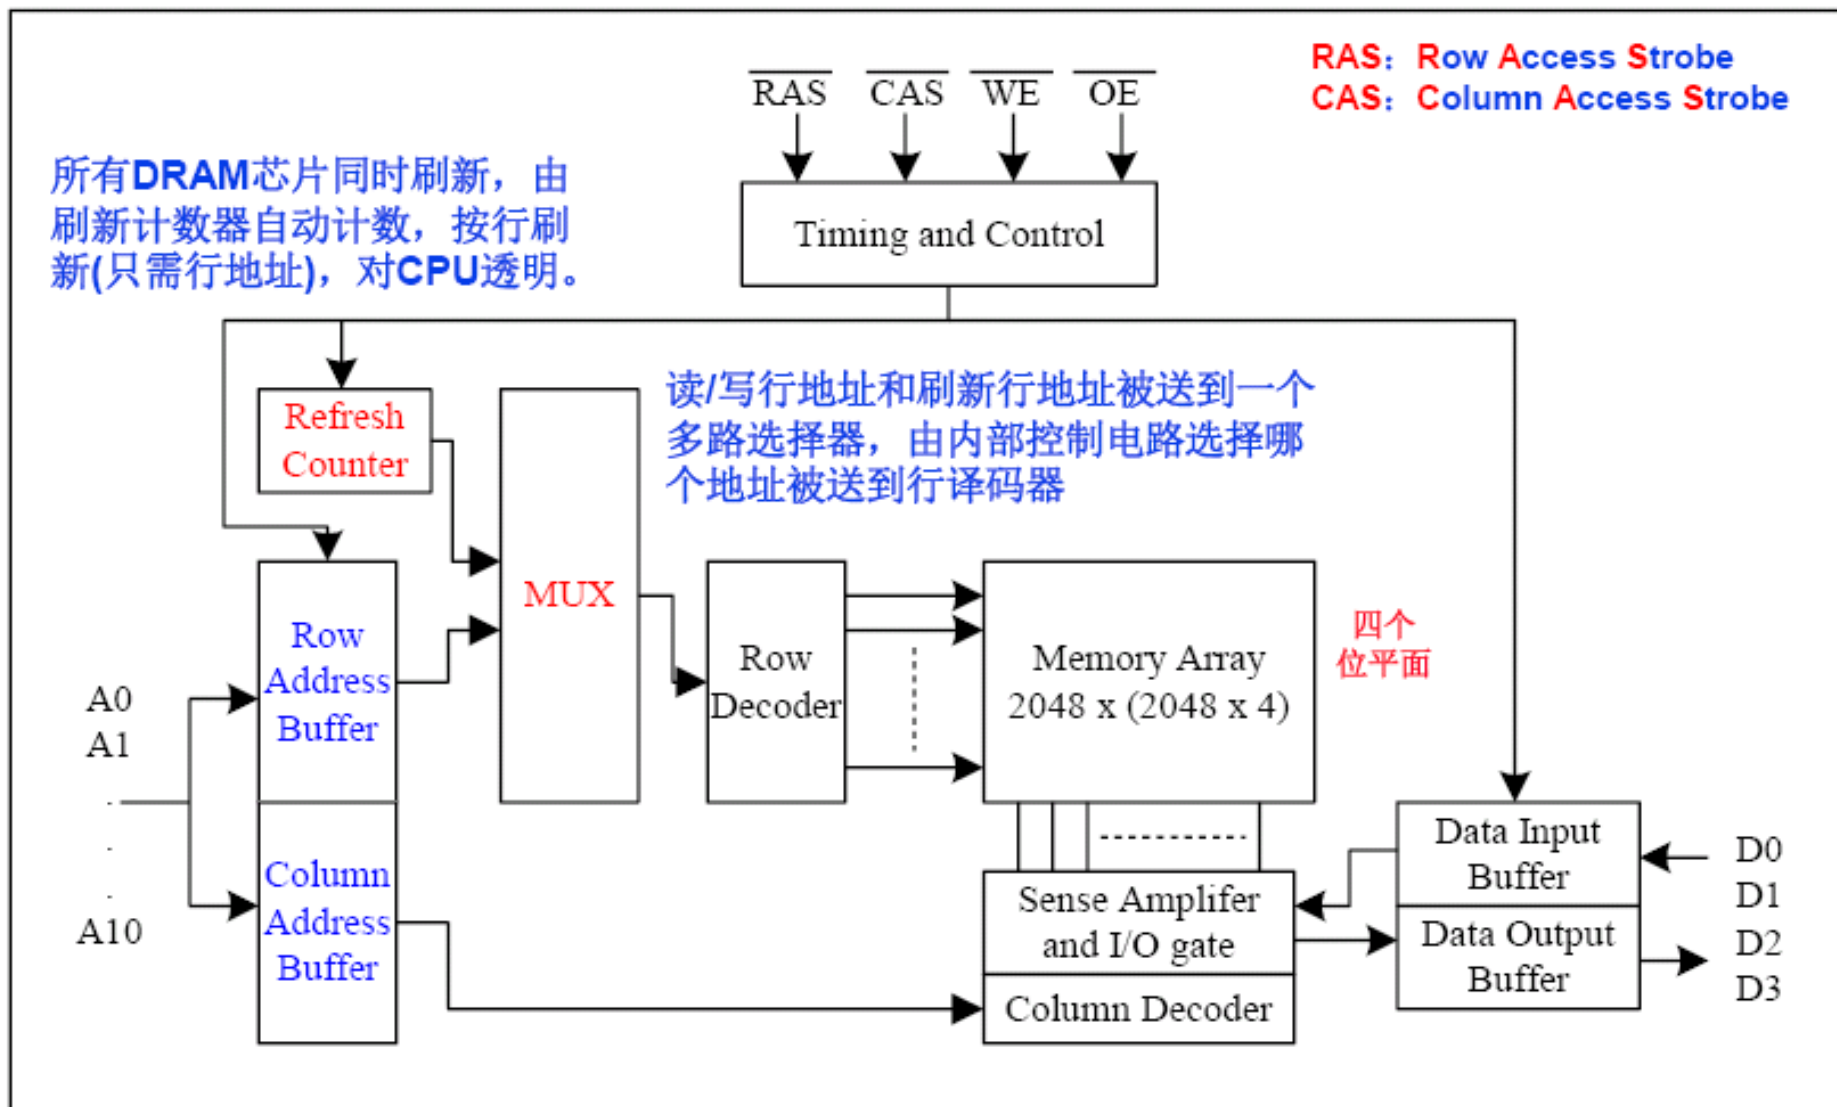 RAS：Row Access Strobe
CAS：Column Access Strobe
RAS CAS WE OE
Timing and Control
所有DRAM芯片同时刷新，由
刷新计数器自动计数，按行刷
新(只需行地址)，对CPU透明。
读/写行地址和刷新行地址被送到一个
多路选择器，由内部控制电路选择哪
个地址被送到行译码器
Refresh
Counter
MUX
Row
Address
Buffer
Row
Decoder
Memory Array
2048 x (2048 x 4)
四个
位平面
A0
A1
.
.
.
A10
Column
Address
Buffer
Sense Amplifer
and I/O gate
Column Decoder
Data Input
Buffer
Data Output
Buffer
D0
D1
D2
D3